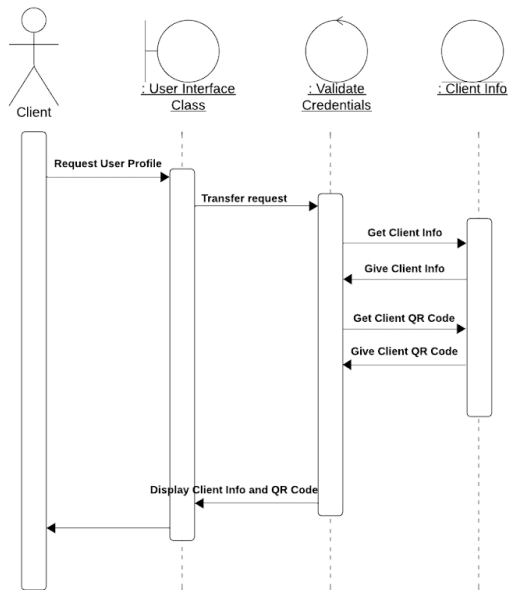 : User Interface
Class
: Validate
Credentials
: Client Info
Client
Request User Profile
Transfer request
Get Client Info
Give Client Info
Get Client QR Code
Give Client QR Code
Display Client Info and QR Code